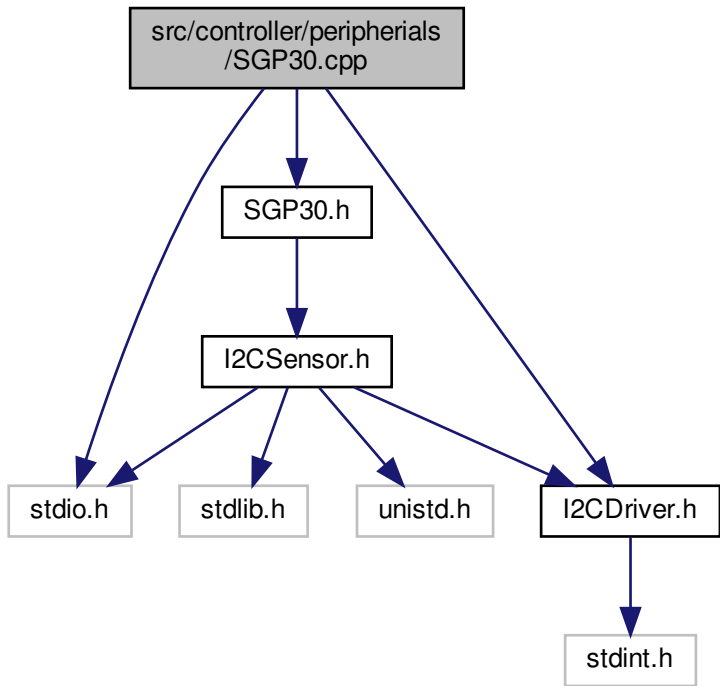 src/controller/peripherials
/SGP30.cpp
SGP30.h
I2CSensor.h
stdio.h
stdlib.h
unistd.h
I2CDriver.h
stdint.h